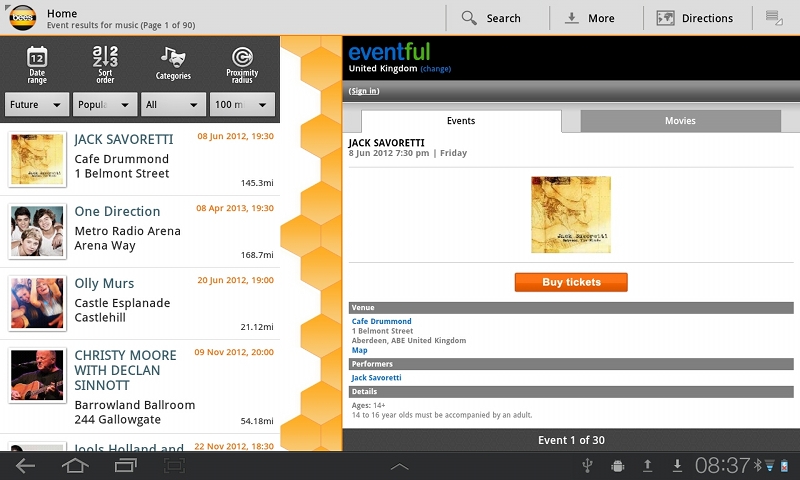 bees
Home
Event results for music (Page 1 of 90)
Search
More
Directions
Date range
Sort order
Categories
Proximity radius
Future
Popula
All
100 m
JACK SAVORETTI
08 Jun 2012, 19:30
Cafe Drummond
1 Belmont Street
145.3mi
One Direction
08 Apr 2013, 19:30
Metro Radio Arena
Arena Way
168.7mi
Olly Murs
20 Jun 2012, 19:00
Castle Esplanade
Castlehill
21.12mi
CHRISTY MOORE
WITH DECLAN
SINNOTT
09 Nov 2012, 20:00
Barrowland Ballroom
244 Gallowgate
54.18mi
Jools Holland and
22 Nov 2012, 18:30
eventful
United Kingdom (change)
(Sign in)
Events
Movies
JACK SAVORETTI
8 Jun 2012 7:30 pm | Friday
Jack Savoretti
Buy tickets
Venue
Cafe Drummond
1 Belmont Street
Aberdeen, ABE United Kingdom
Map
Performers
Jack Savoretti
Details
Ages: 14+
14 to 16 year olds must be accompanied by an adult.
Event 1 of 30
08:37